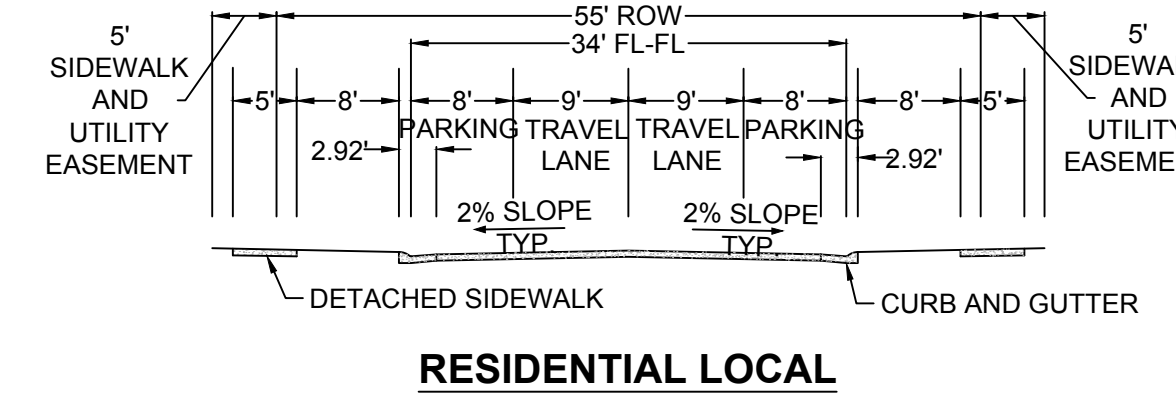 55' ROW
34' FL-FL
5'
SIDEWALK
AND
UTILITY
EASEMENT
5'
SIDEWA
AND
UTILITY
EASEME
5' 8' 8' 9' 9' 8' 8' 5'
PARKING TRAVEL TRAVEL PARKING
LANE LANE
2.92' 2.92'
2% SLOPE 2% SLOPE
TYP. TYP.
DETACHED SIDEWALK
CURB AND GUTTER
RESIDENTIAL LOCAL